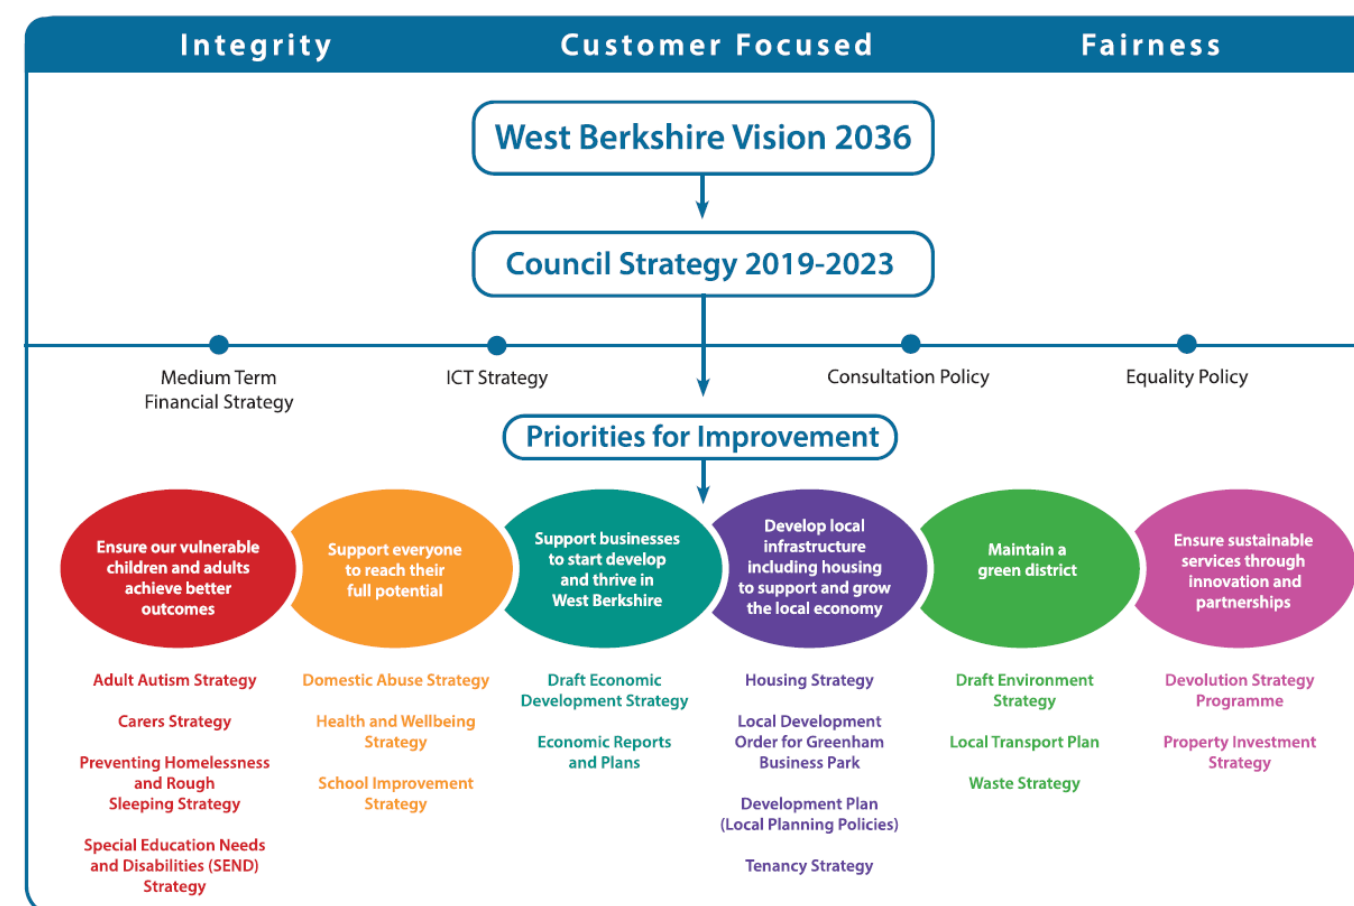 Integrity
Customer Focused
Fairness
West Berkshire Vision 2036
Council Strategy 2019-2023
Medium Term
Financial Strategy
ICT Strategy
Consultation Policy
Equality Policy
Priorities for Improvement
Ensure our vulnerable
children and adults
achieve better
outcomes
Support everyone
to reach their
full potential
Support businesses
to start develop
and thrive in
West Berkshire
Develop local
infrastructure
including housing
to support and grow
the local economy
Maintain a
green district
Ensure sustainable
services through
innovation and
partnerships
Adult Autism Strategy
Carers Strategy
Preventing Homelessness
and Rough
Sleeping Strategy
Special Education Needs
and Disabilities (SEND)
Strategy
Domestic Abuse Strategy
Health and Wellbeing
Strategy
School Improvement
Strategy
Draft Economic
Development Strategy
Economic Reports
and Plans
Housing Strategy
Local Development
Order for Greenham
Business Park
Development Plan
(Local Planning Policies)
Tenancy Strategy
Draft Environment
Strategy
Local Transport Plan
Waste Strategy
Devolution Strategy
Programme
Property Investment
Strategy